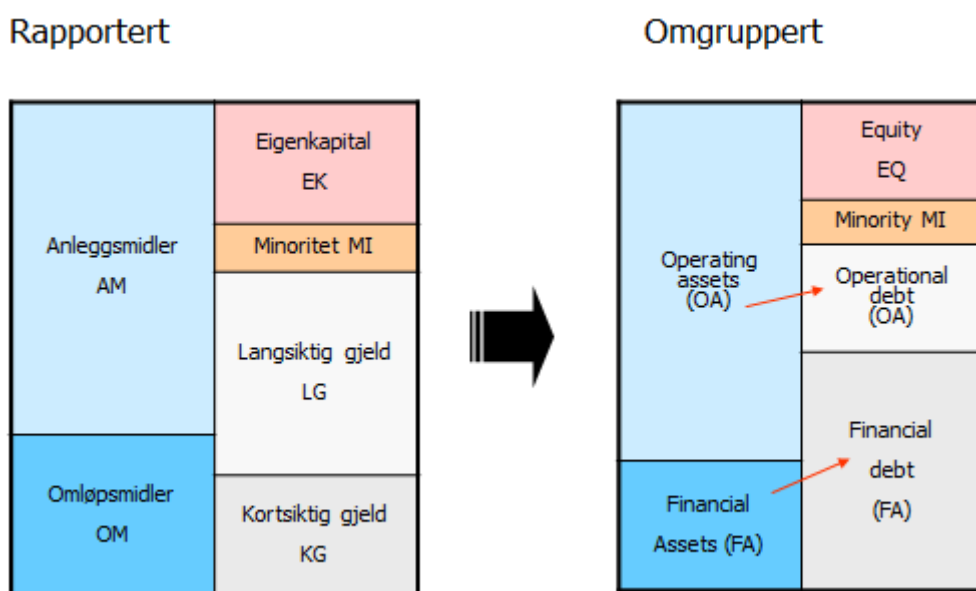 Rapportert
Omgruppert
Anleggsmidler
AM
Omløpsmidler
OM
Eigenkapital
EK
Minoritet MI
Langsiktig gjeld
LG
Kortsiktig gjeld
KG
Operating
assets
(OA)
Financial
Assets (FA)
Equity
EQ
Minority MI
Operational
debt
(OA)
Financial
debt
(FA)